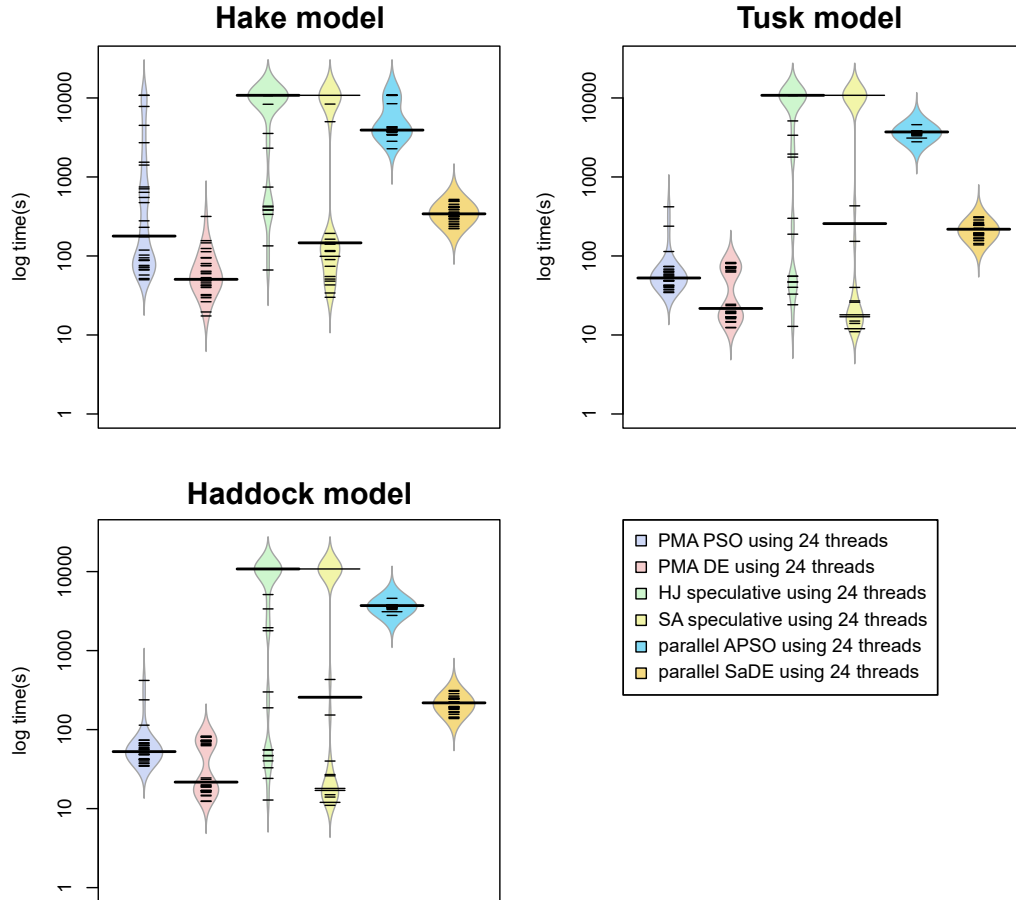 Hake model
log time(s)
10000
1000
100
10
1
Tusk model
log time(s)
10000
1000
100
10
1
Haddock model
log time(s)
10000
1000
100
10
1
PMA PSO using 24 threads
PMA DE using 24 threads
HJ speculative using 24 threads
SA speculative using 24 threads
parallel APSO using 24 threads
parallel SaDE using 24 threads